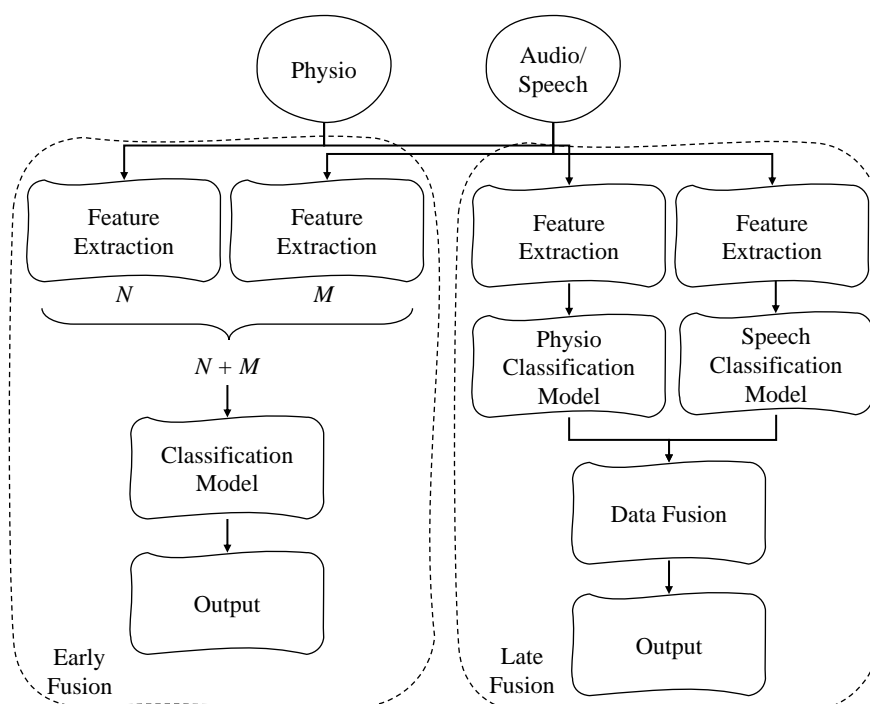 Physio
Audio/
Speech
Feature
Extraction
Feature
Extraction
Feature
Extraction
Feature
Extraction
N
M
N + M
Physio
Classification
Model
Speech
Classification
Model
Classification
Model
Data Fusion
Output
Output
Early
Fusion
Late
Fusion